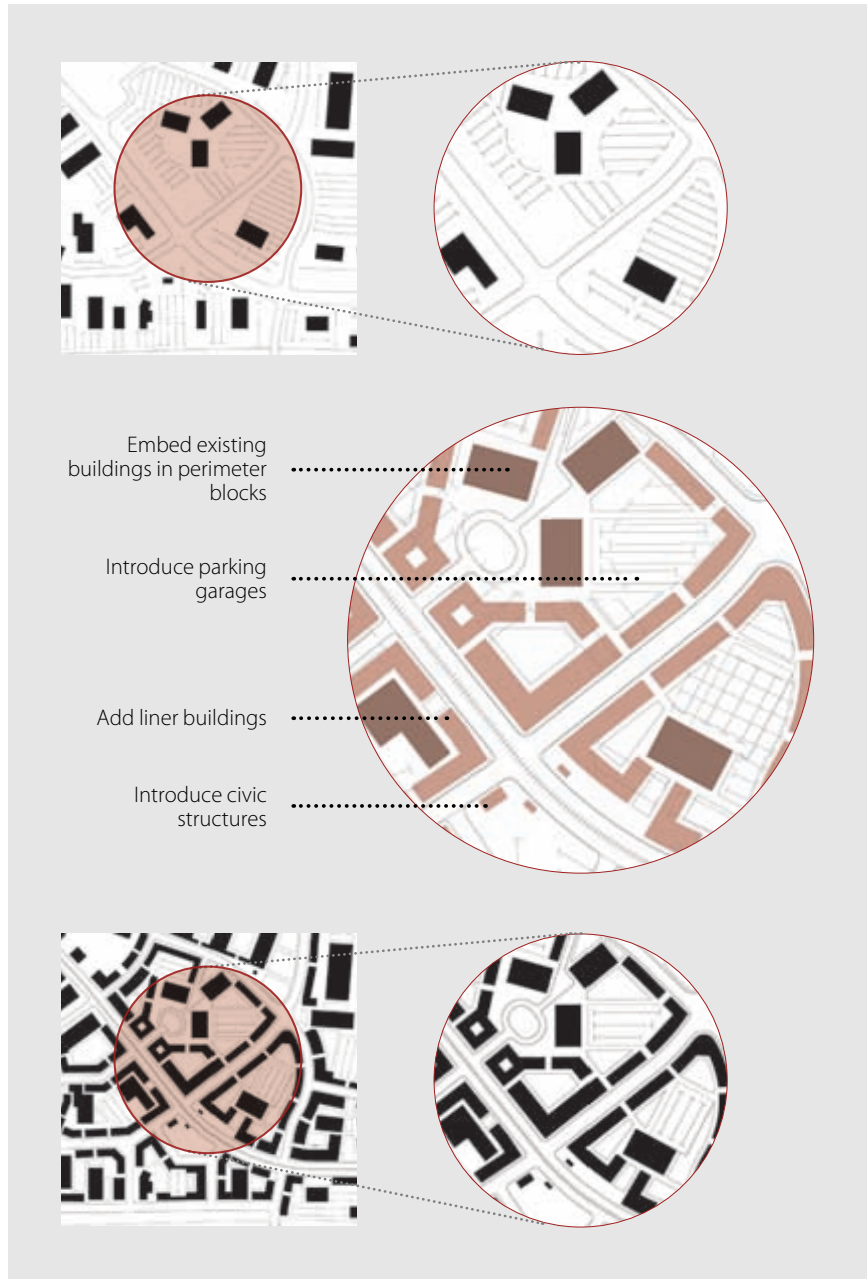 Embed existing
buildings in perimeter
blocks
Introduce parking
garages
Add liner buildings
Introduce civic
structures